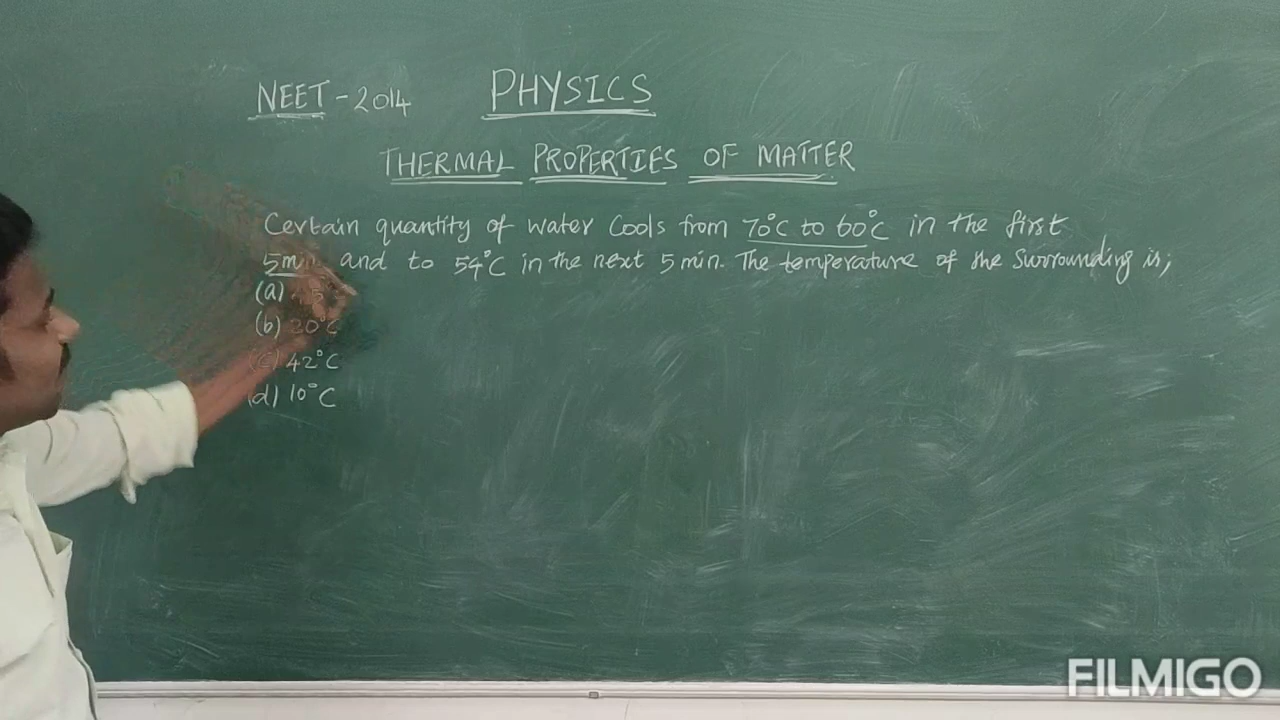 NEET - 2014 PHYSICS
THERMAL PROPERTIES OF MATTER
Certain quantity of water Cools from 70°C to 60°C in the first
5min and to 54°C in the next 5 min. The temperature of the Surrounding is;
(a)
(b) 20°C
(c) 42°C
(d) 10°C
FILMIGO